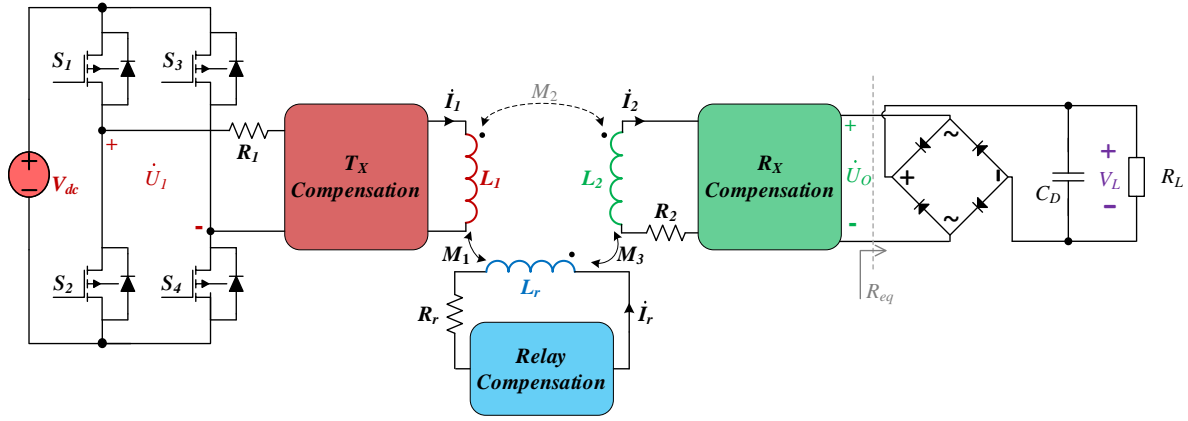 S1
S3
+
−
Vdc
+
U̇1
-
S2
S4
R1
TX
Compensation
İ1
L1
M2
İ2
L2
R2
M1
M3
Lr
Rr
İr
Relay
Compensation
RX
Compensation
+
U̇O
-
Req
~
+
-
~
CD
+
VL
-
RL